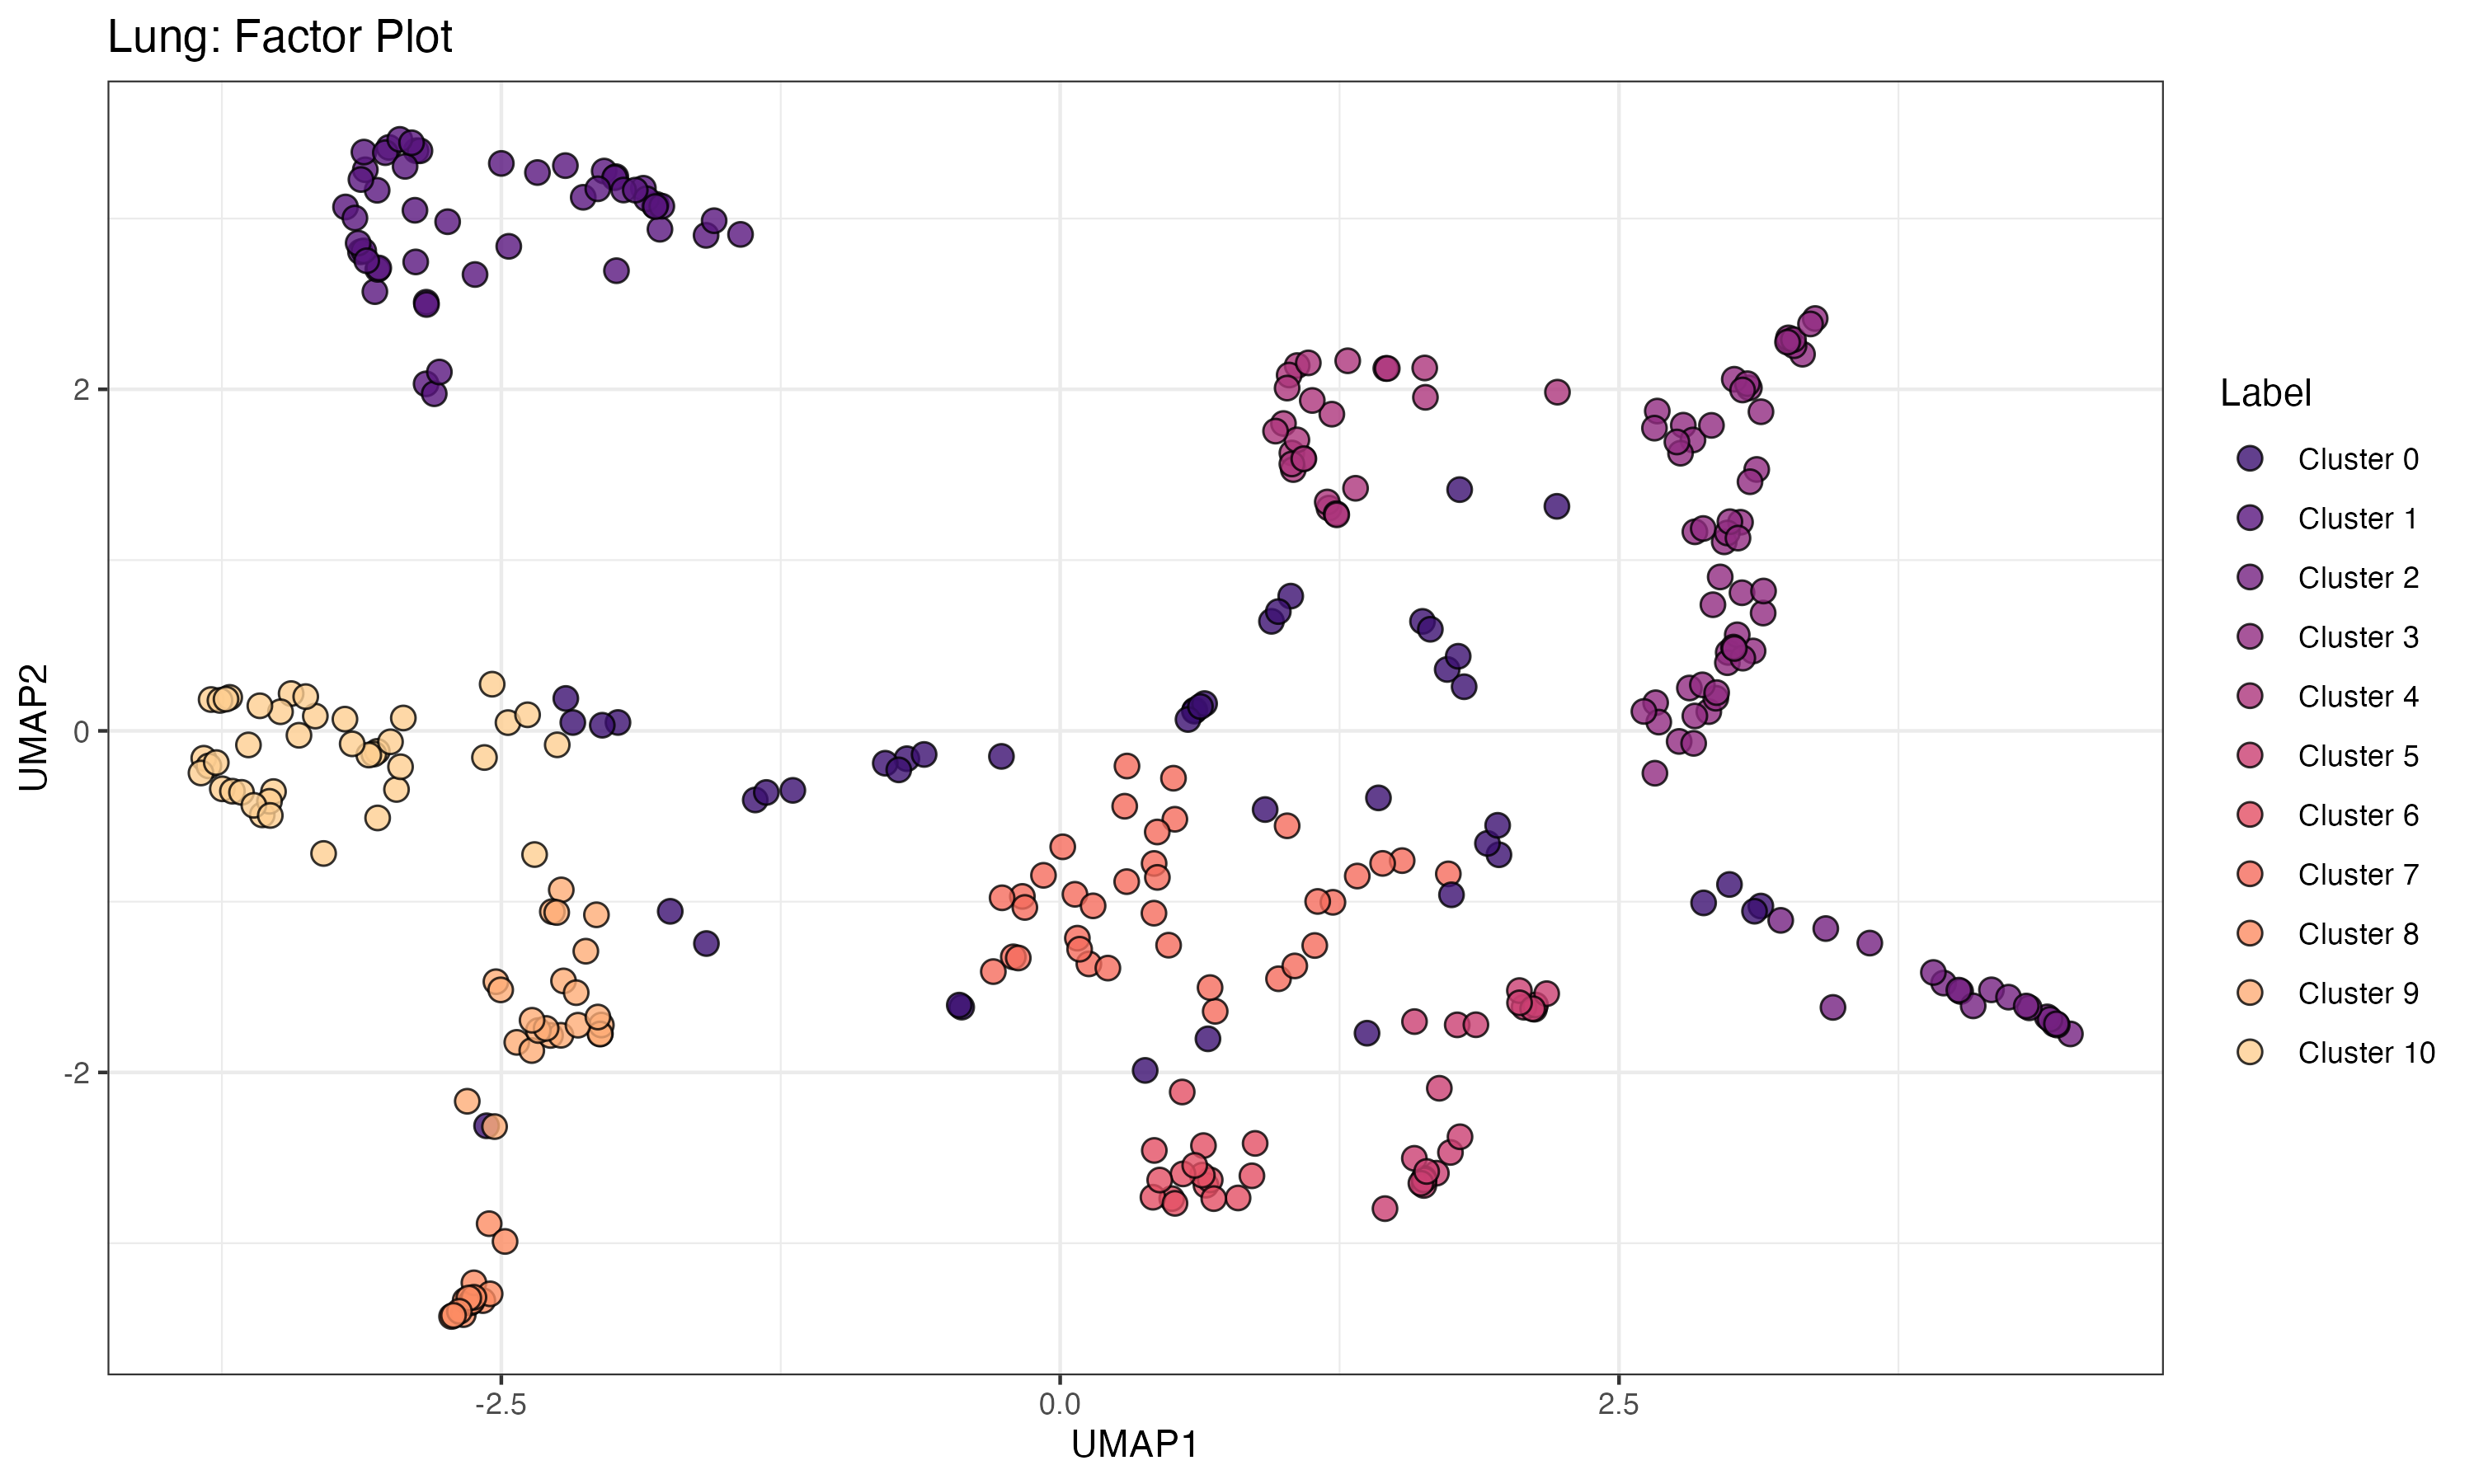 Lung: Factor Plot
UMAP2
2
0
-2
-2.5
0.0
2.5
UMAP1
Label
Cluster 0
Cluster 1
Cluster 2
Cluster 3
Cluster 4
Cluster 5
Cluster 6
Cluster 7
Cluster 8
Cluster 9
Cluster 10